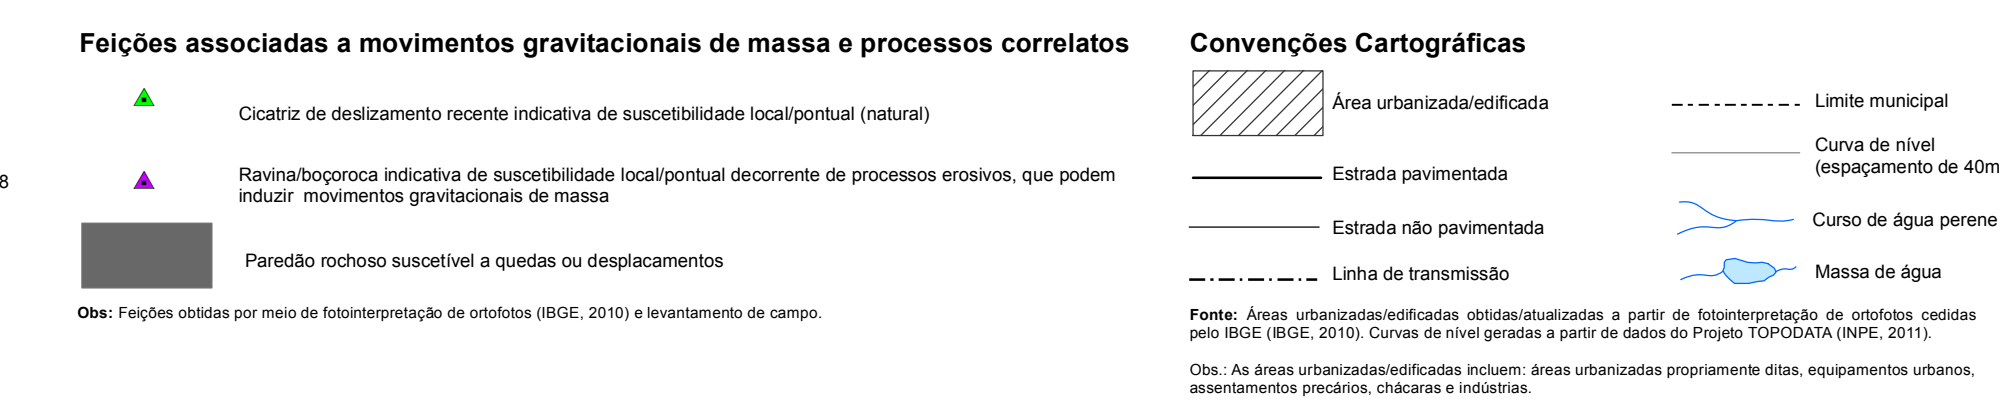 Feições associadas a movimentos gravitacionais de massa e processos correlatos
Cicatriz de deslizamento recente indicativa de suscetibilidade local/pontual (natural)
8
Ravina/boçoroca indicativa de suscetibilidade local/pontual decorrente de processos erosivos, que podem
induzir movimentos gravitacionais de massa
Paredão rochoso suscetível a quedas ou desplacamentos
Obs: Feições obtidas por meio de fotointerpretação de ortofotos (IBGE, 2010) e levantamento de campo.
Convenções Cartográficas
Área urbanizada/edificada
Estrada pavimentada
Estrada não pavimentada
Linha de transmissão
Limite municipal
Curva de nível
(espaçamento de 40m
Curso de água perene
Massa de água
Fonte: Áreas urbanizadas/edificadas obtidas/atualizadas a partir de fotointerpretação de ortofotos cedidas
pelo IBGE (IBGE, 2010). Curvas de nível geradas a partir de dados do Projeto TOPODATA (INPE, 2011).
Obs.: As áreas urbanizadas/edificadas incluem: áreas urbanizadas propriamente ditas, equipamentos urbanos,
assentamentos precários, chácaras e indústrias.